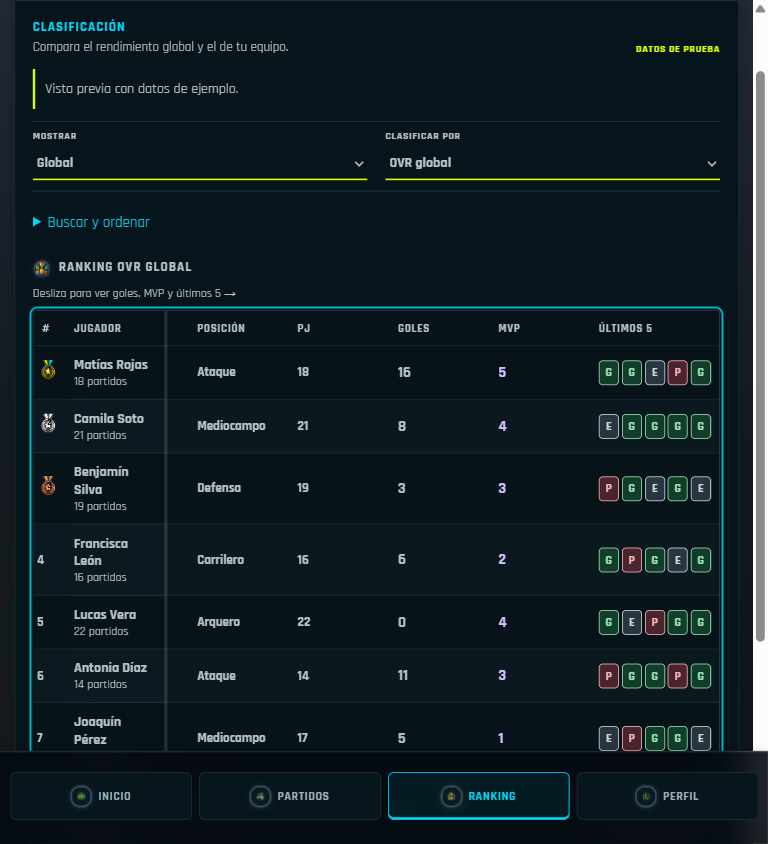 CLASIFICACIÓN
Compara el rendimiento global y el de tu equipo.
DATOS DE PRUEBA
Vista previa con datos de ejemplo.
MOSTRAR
CLASIFICAR POR
Global
OVR global
Buscar y ordenar
RANKING OVR GLOBAL
Desliza para ver goles, MVP y últimos 5 →
# JUGADOR POSICIÓN PJ GOLES MVP ÚLTIMOS 5
Matías Rojas
18 partidos
Ataque 18 16 5 G G E P G
Camila Soto
21 partidos
Mediocampo 21 8 4 E G G G G
Benjamín
Silva
19 partidos
Defensa 19 3 3 P G E G E
4
Francisca
León
16 partidos
Carrilero 16 6 2 G P G E G
5
Lucas Vera
22 partidos
Arquero 22 0 4 G E P G G
6
Antonia Díaz
14 partidos
Ataque 14 11 3 P G G P G
7
Joaquín
Pérez
Mediocampo 17 5 1 E P G G E
INICIO
PARTIDOS
RANKING
PERFIL